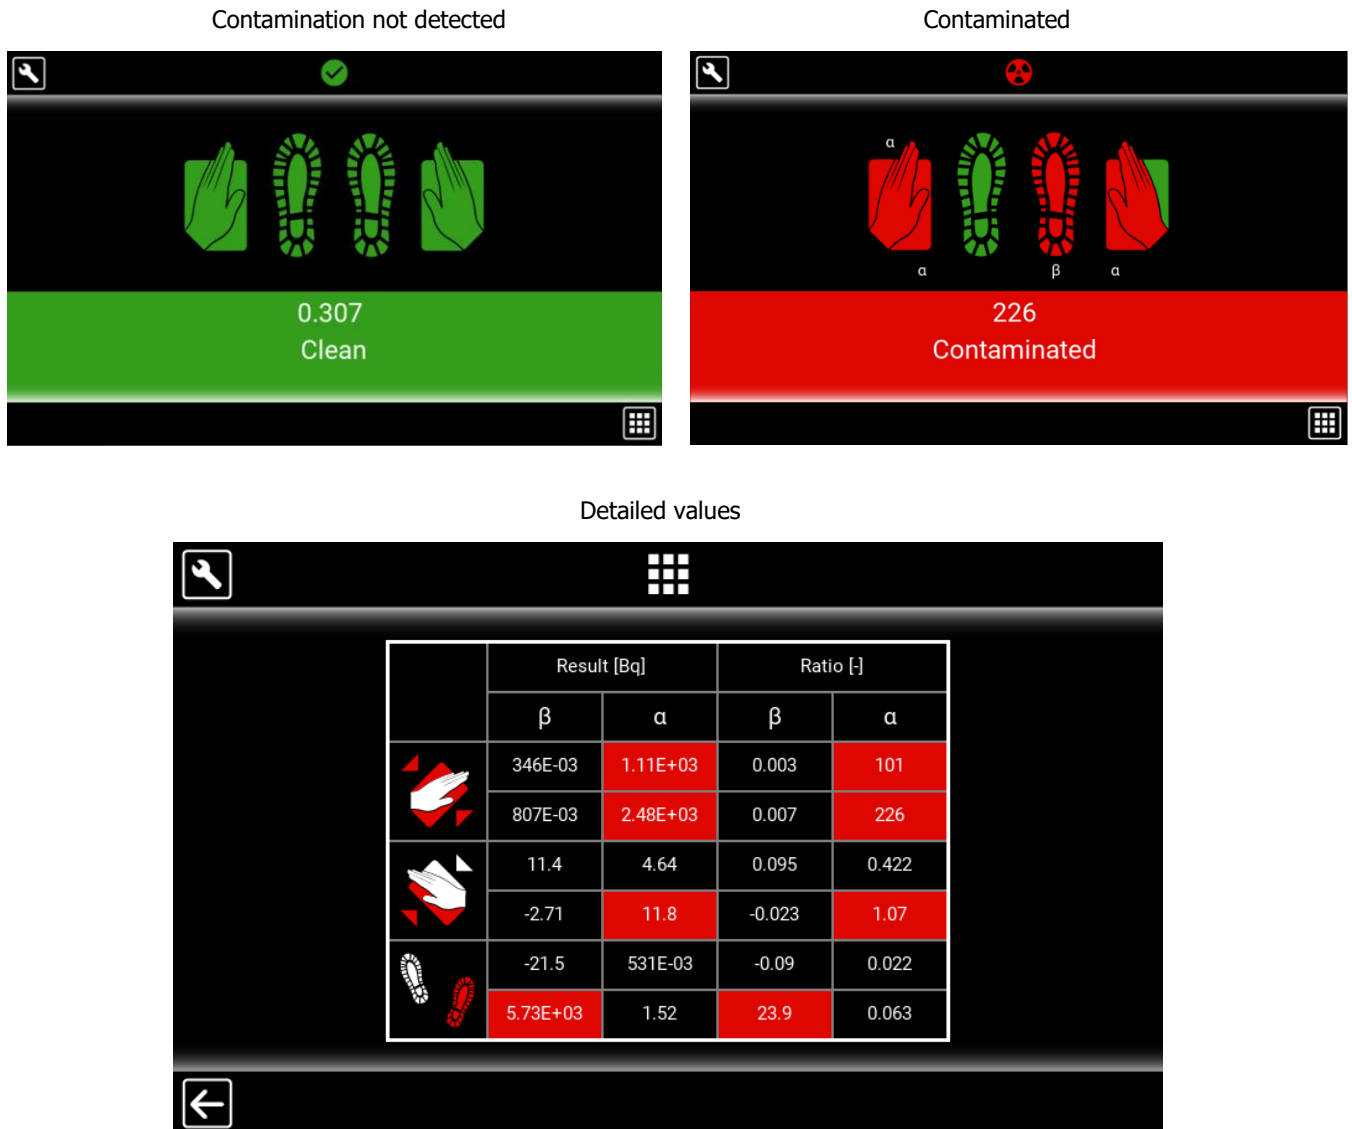 Contamination not detected
Contaminated
α
0.307
Clean
α
β
α
226
Contaminated
Detailed values
Result [Bq]
Ratio [-]
β
α
β
α
346E-03
1.11E+03
0.003
101
807E-03
2.48E+03
0.007
226
11.4
4.64
0.095
0.422
-2.71
11.8
-0.023
1.07
-21.5
531E-03
-0.09
0.022
5.73E+03
1.52
23.9
0.063